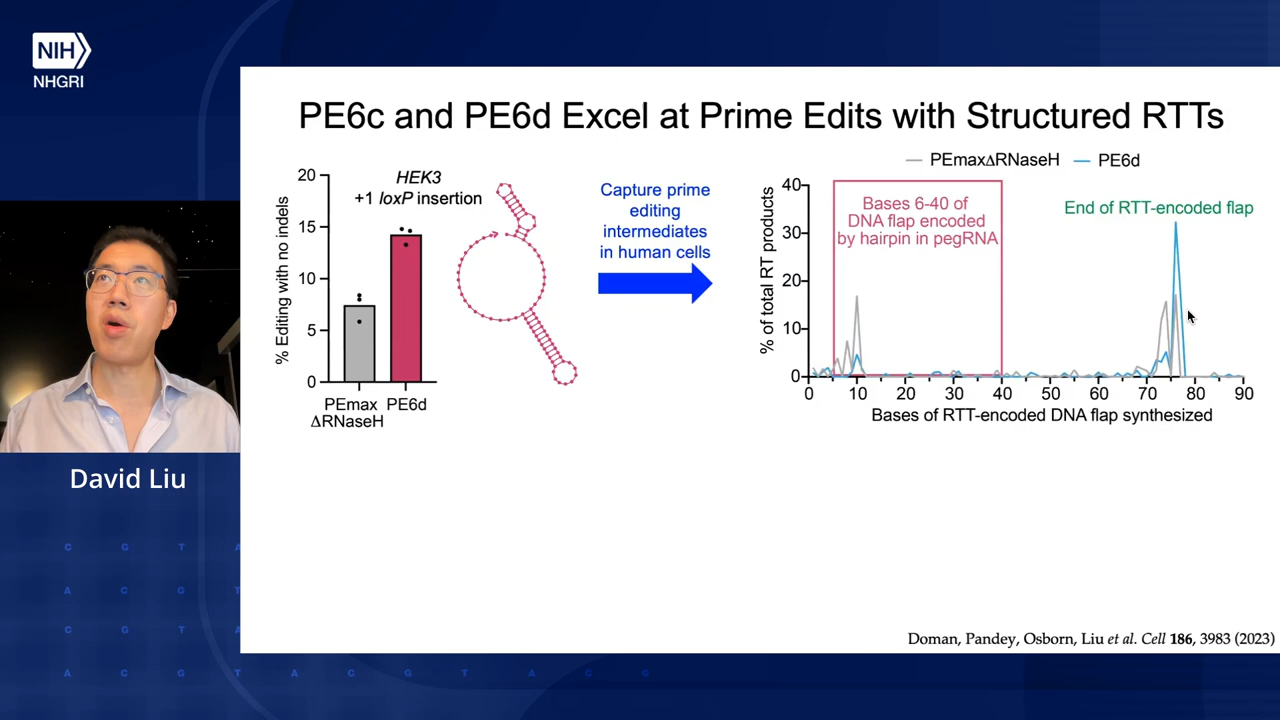 NIH
NHGRI
PE6c and PE6d Excel at Prime Edits with Structured RTTs
HEK3
+1 loxP insertion
% Editing with no indels
20
15
10
5
0
PEmax
ΔRNaseH
PE6d
Capture prime
editing
intermediates
in human cells
PEmaxΔRNaseH
PE6d
% of total RT products
40
30
20
10
0
Bases 6-40 of
DNA flap encoded
by hairpin in pegRNA
End of RTT-encoded flap
0 10 20 30 40 50 60 70 80 90
Bases of RTT-encoded DNA flap synthesized
David Liu
C G T A
A C G T
C G T A
A C G T A C G T A C G
Doman, Pandey, Osborn, Liu et al. Cell 186, 3983 (2023)